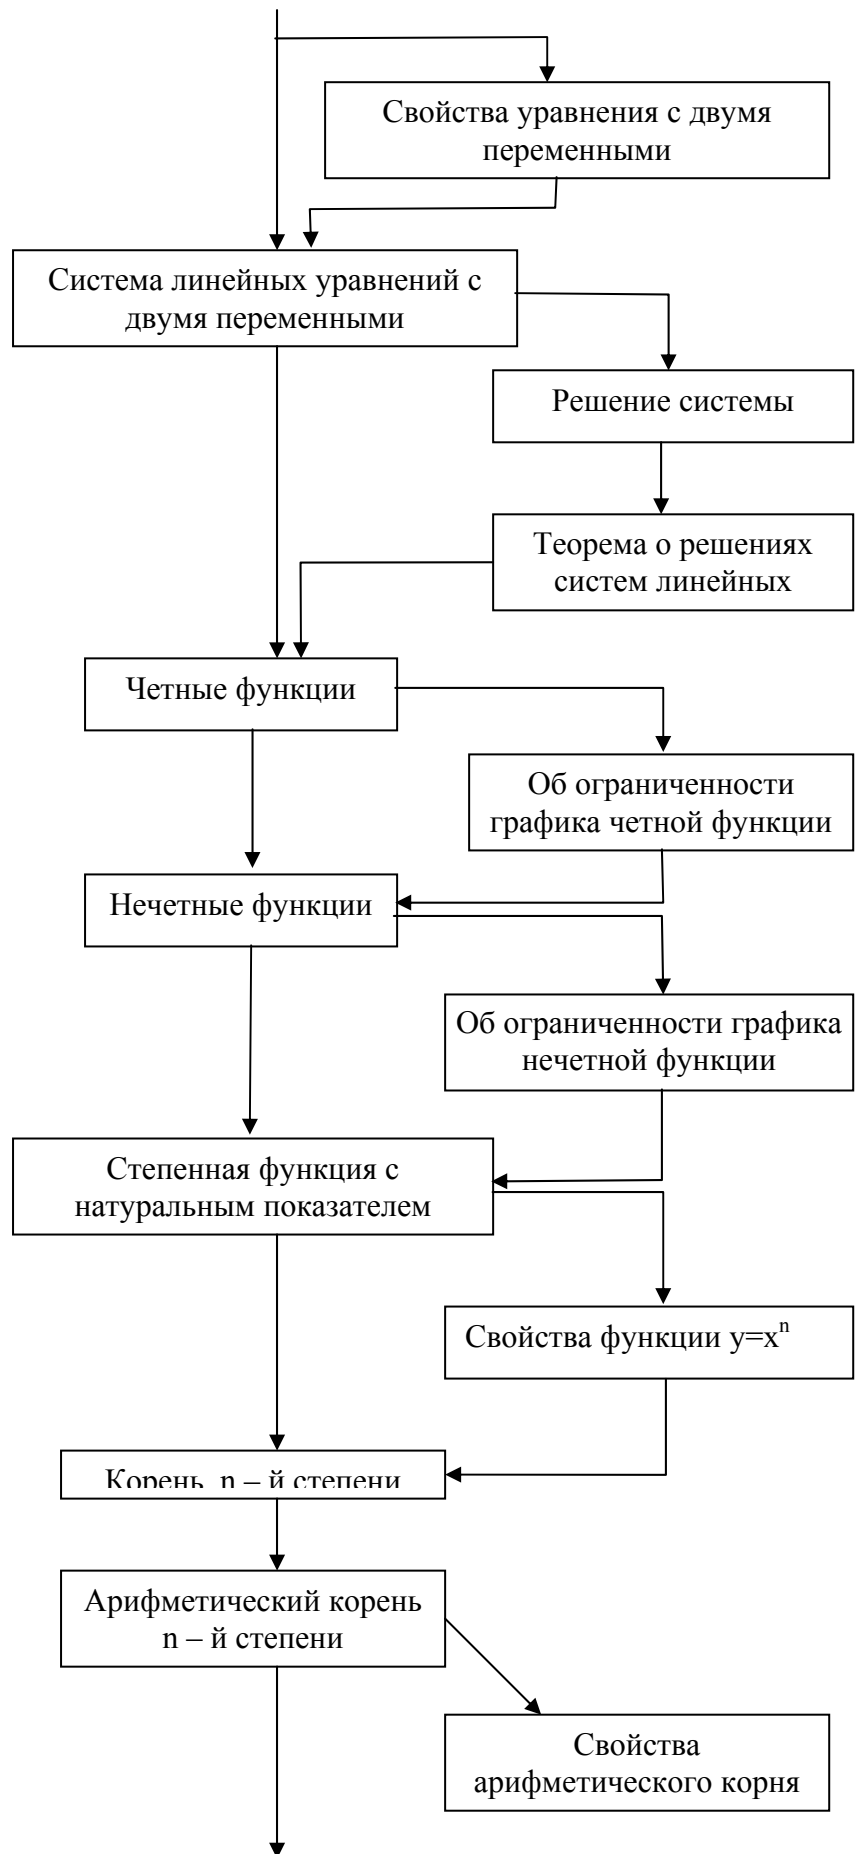 Свойства уравнения с двумя
переменными
Система линейных уравнений с
двумя переменными
Решение системы
Теорема о решениях
систем линейных
Четные функции
Об ограниченности
графика четной функции
Нечетные функции
Об ограниченности графика
нечетной функции
Степенная функция с
натуральным показателем
Свойства функции y=xⁿ
Корень n – й степени
Арифметический корень
n – й степени
Свойства
арифметического корня